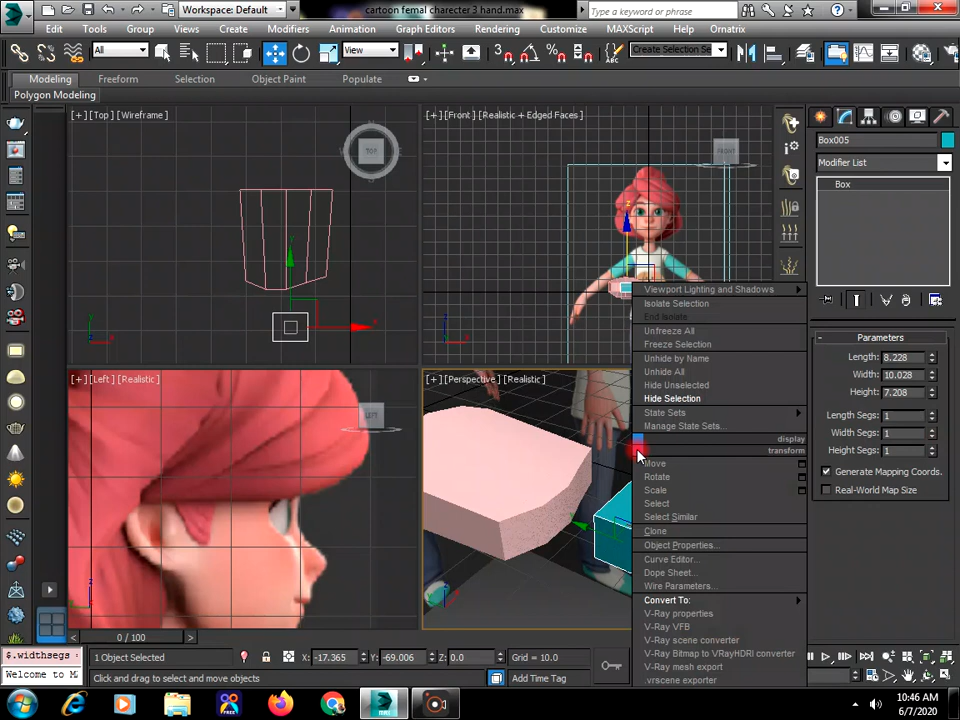 Workspace: Default
cartoon femal charecter 3 hand.max
Type a keyword or phrase
MAX
Edit Tools Group Views Create Modifiers Animation Graph Editors Rendering Customize MAXScript Help Ornatrix
All
View
Create Selection Se
Modeling Freeform Selection Object Paint Populate
Polygon Modeling
[+] [Top] [Wireframe]
TOP
[+] [Front] [Realistic + Edged Faces]
FRONT
[+] [Left] [Realistic]
LEFT
[+] [Perspective] [Realistic]
Viewport Lighting and Shadows
Isolate Selection
End Isolate
Unfreeze All
Freeze Selection
Unhide by Name
Unhide All
Hide Unselected
Hide Selection
State Sets
Manage State Sets...
display
transform
Move
Rotate
Scale
Select
Select Similar
Clone
Object Properties...
Curve Editor...
Dope Sheet...
Wire Parameters...
Convert To:
V-Ray properties
V-Ray VFB
V-Ray scene converter
V-Ray Bitmap to VRayHDRI converter
V-Ray mesh export
.vrscene exporter
Box005
Modifier List
Box
- Parameters
Length: 8.228
Width: 10.028
Height: 7.208
Length Segs: 1
Width Segs: 1
Height Segs: 1
Generate Mapping Coords.
Real-World Map Size
0 / 100
$.widthsegs
Welcome to M
1 Object Selected
X: -17.365 Y: -69.006 Z: 0.0 Grid = 10.0
Click and drag to select and move objects
Add Time Tag
FREE
10:46 AM
6/7/2020